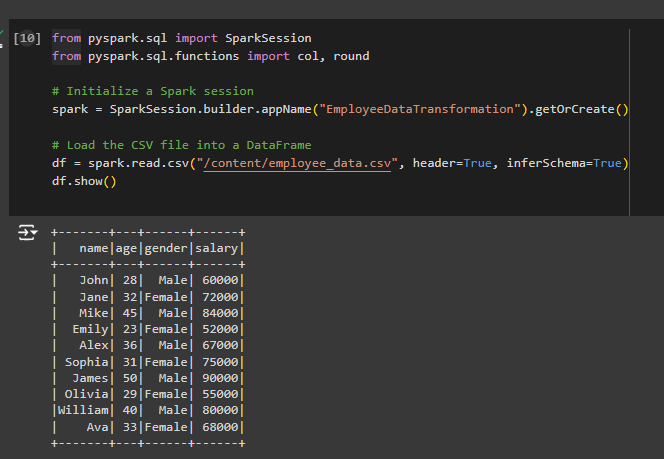 [10] from pyspark.sql import SparkSession
from pyspark.sql.functions import col, round
# Initialize a Spark session
spark = SparkSession.builder.appName("EmployeeDataTransformation").getOrCreate()
# Load the CSV file into a DataFrame
df = spark.read.csv("/content/employee_data.csv", header=True, inferSchema=True)
df.show()
+-------+---+------+------+
|   name|age|gender|salary|
+-------+---+------+------+
|   John| 28|  Male| 60000|
|   Jane| 32|Female| 72000|
|   Mike| 45|  Male| 84000|
|  Emily| 23|Female| 52000|
|   Alex| 36|  Male| 67000|
| Sophia| 31|Female| 75000|
|  James| 50|  Male| 90000|
| Olivia| 29|Female| 55000|
|William| 40|  Male| 80000|
|    Ava| 33|Female| 68000|
+-------+---+------+------+